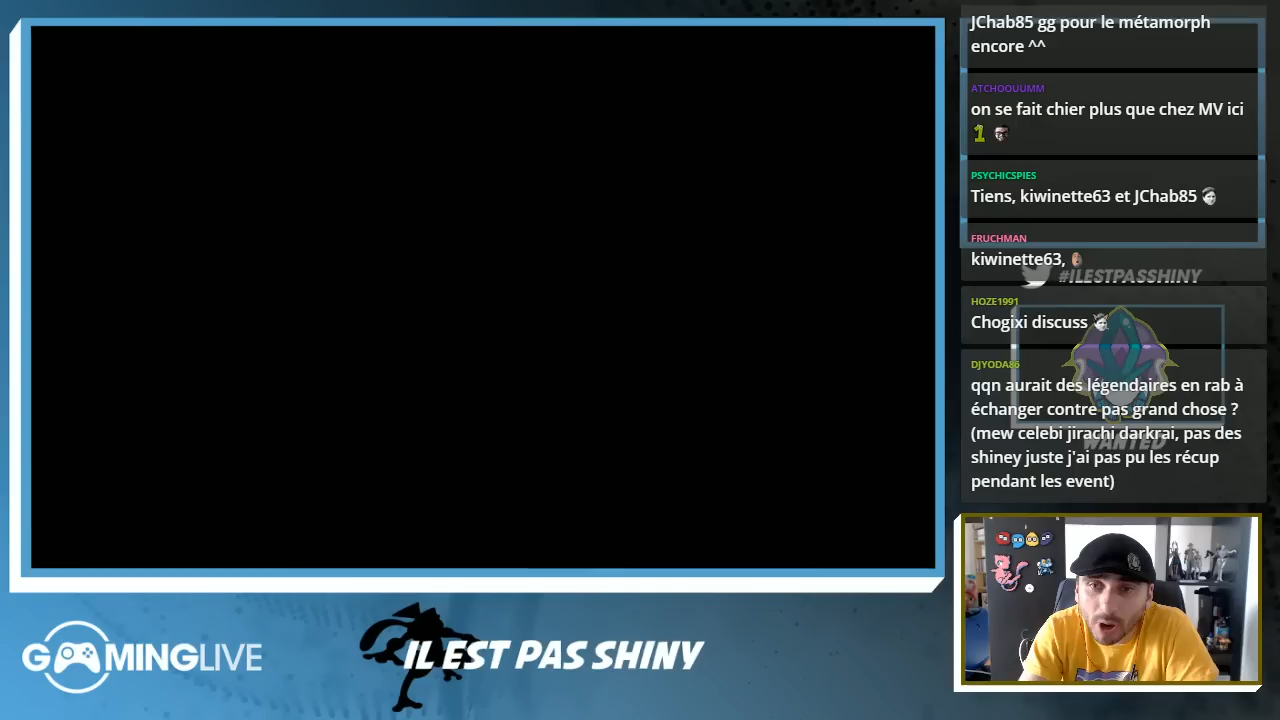 JChab85 gg pour le métamorph
encore ^^
ATCHOOUUMM
on se fait chier plus que chez MV ici
1
PSYCHICSPIES
Tiens, kiwinette63 et JChab85
FRUCHMAN
kiwinette63,
#ILESTPASSHINY
HOZE1991
Chogixi discuss
DJYODA86
qqn aurait des légendaires en rab à
échanger contre pas grand chose ?
(mew celebi jirachi darkrai, pas des
shiney juste j'ai pas pu les récup
pendant les event)
WANTED
GAMINGLIVE
IL EST PAS SHINY